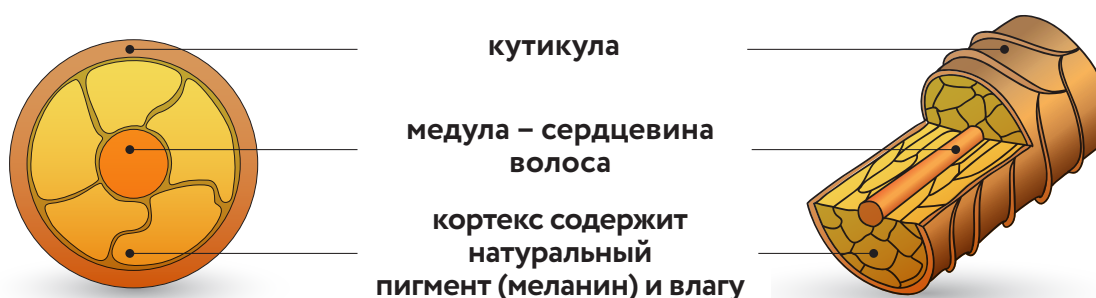 кутикула
медула – сердцевина
волоса
кортекс содержит
натуральный
пигмент (меланин) и влагу